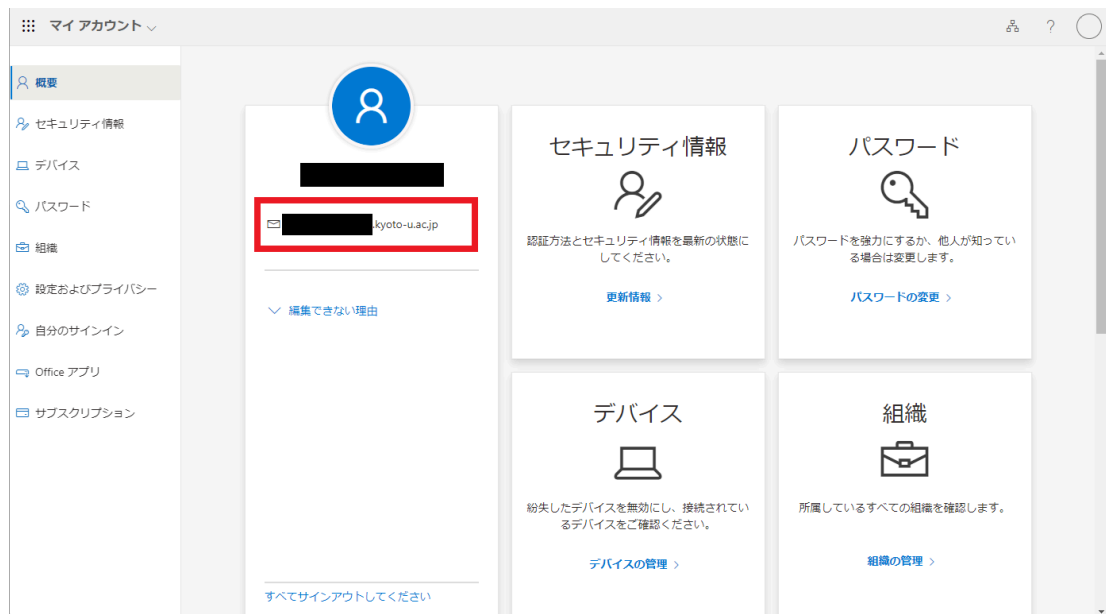 マイ アカウント
?
概要
セキュリティ情報
デバイス
パスワード
組織
設定およびプライバシー
自分のサインイン
Office アプリ
サブスクリプション
.kyoto-u.ac.jp
編集できない理由
すべてサインアウトしてください
セキュリティ情報
認証方法とセキュリティ情報を最新の状態に
してください。
更新情報 >
パスワード
パスワードを強力にするか、他人が知ってい
る場合は変更します。
パスワードの変更 >
デバイス
紛失したデバイスを無効にし、接続されてい
るデバイスをご確認ください。
デバイスの管理 >
組織
所属しているすべての組織を確認します。
組織の管理 >